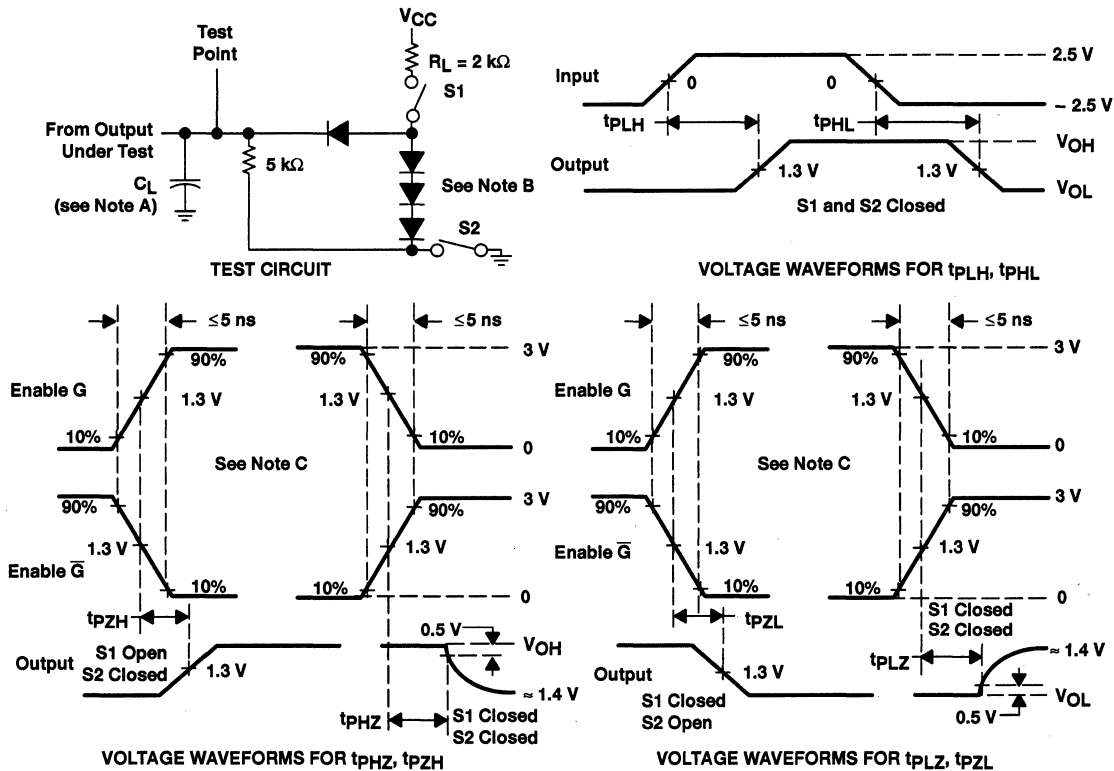 Test
Point
VCC
RL = 2 kΩ
S1
From Output
Under Test
5 kΩ
CL
(see Note A)
See Note B
S2
TEST CIRCUIT
Input
0
0
2.5 V
– 2.5 V
tPLH
tPHL
Output
1.3 V
1.3 V
VOH
VOL
S1 and S2 Closed
VOLTAGE WAVEFORMS FOR tPLH, tPHL
≤5 ns
≤5 ns
3 V
90%
90%
Enable G
1.3 V
1.3 V
10%
10%
0
See Note C
3 V
90%
90%
1.3 V
1.3 V
Enable G̅
10%
10%
0
tPZH
0.5 V
VOH
S1 Open
S2 Closed
Output
1.3 V
≈ 1.4 V
tPHZ
S1 Closed
S2 Closed
VOLTAGE WAVEFORMS FOR tPHZ, tPZH
≤5 ns
≤5 ns
3 V
90%
90%
Enable G
1.3 V
1.3 V
10%
10%
0
See Note C
3 V
90%
90%
Enable G̅
1.3 V
1.3 V
10%
10%
0
tPZL
S1 Closed
S2 Closed
tPLZ
≈ 1.4 V
Output
1.3 V
S1 Closed
S2 Open
VOL
0.5 V
VOLTAGE WAVEFORMS FOR tPLZ, tPZL